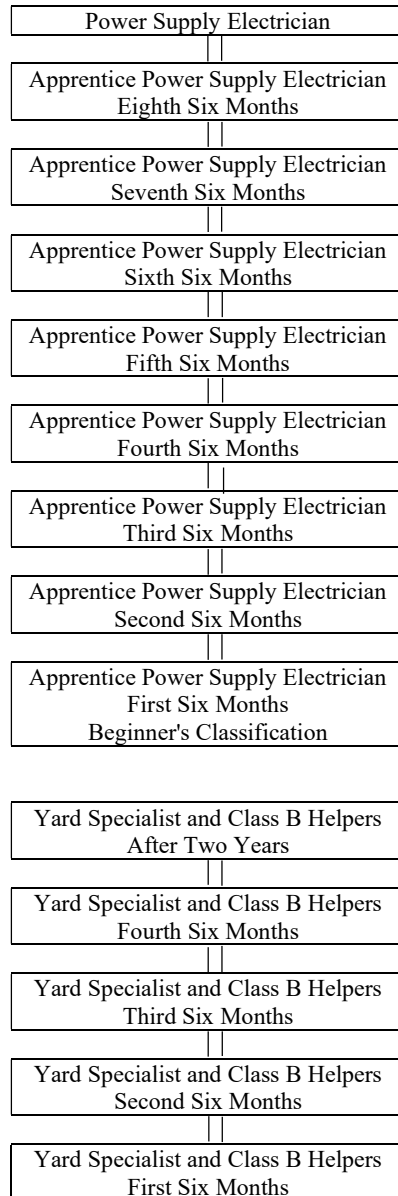 Power Supply Electrician
Apprentice Power Supply Electrician
Eighth Six Months
Apprentice Power Supply Electrician
Seventh Six Months
Apprentice Power Supply Electrician
Sixth Six Months
Apprentice Power Supply Electrician
Fifth Six Months
Apprentice Power Supply Electrician
Fourth Six Months
Apprentice Power Supply Electrician
Third Six Months
Apprentice Power Supply Electrician
Second Six Months
Apprentice Power Supply Electrician
First Six Months
Beginner's Classification
Yard Specialist and Class B Helpers
After Two Years
Yard Specialist and Class B Helpers
Fourth Six Months
Yard Specialist and Class B Helpers
Third Six Months
Yard Specialist and Class B Helpers
Second Six Months
Yard Specialist and Class B Helpers
First Six Months